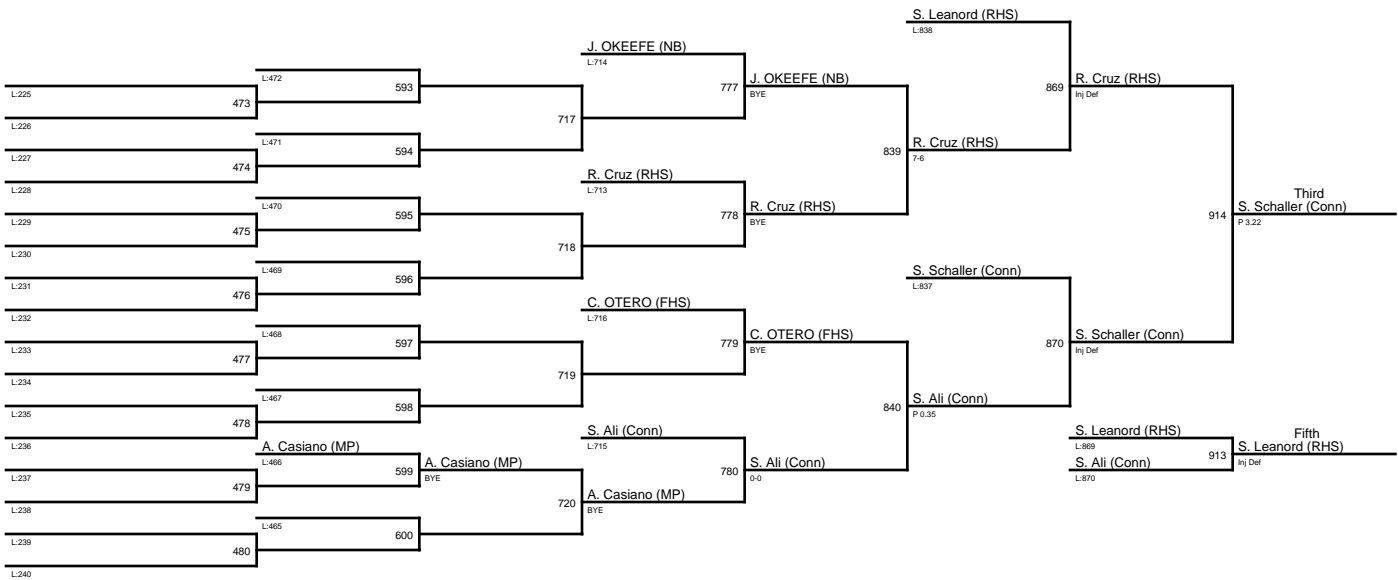 S. Leanord (RHS)
L:838
J. OKEEFE (NB)
L:714
L:472
593
777
J. OKEEFE (NB)
BYE
869
R. Cruz (RHS)
Inj Def
L:225
473
L:226
717
L:471
594
L:227
474
L:228
839
R. Cruz (RHS)
7-6
R. Cruz (RHS)
L:713
L:470
595
778
R. Cruz (RHS)
BYE
L:229
475
L:230
914
Third
S. Schaller (Conn)
P 3.22
718
L:469
596
L:231
476
L:232
S. Schaller (Conn)
L:837
C. OTERO (FHS)
L:716
L:468
597
779
C. OTERO (FHS)
BYE
870
S. Schaller (Conn)
Inj Def
L:233
477
L:234
719
L:467
598
L:235
478
L:236
840
S. Ali (Conn)
P 0.35
S. Ali (Conn)
L:715
S. Leanord (RHS)
L:869
Fifth
913
S. Leanord (RHS)
Inj Def
S. Ali (Conn)
L:870
A. Casiano (MP)
L:466
599
A. Casiano (MP)
BYE
780
S. Ali (Conn)
0-0
L:237
479
L:238
720
A. Casiano (MP)
BYE
L:465
600
L:239
480
L:240